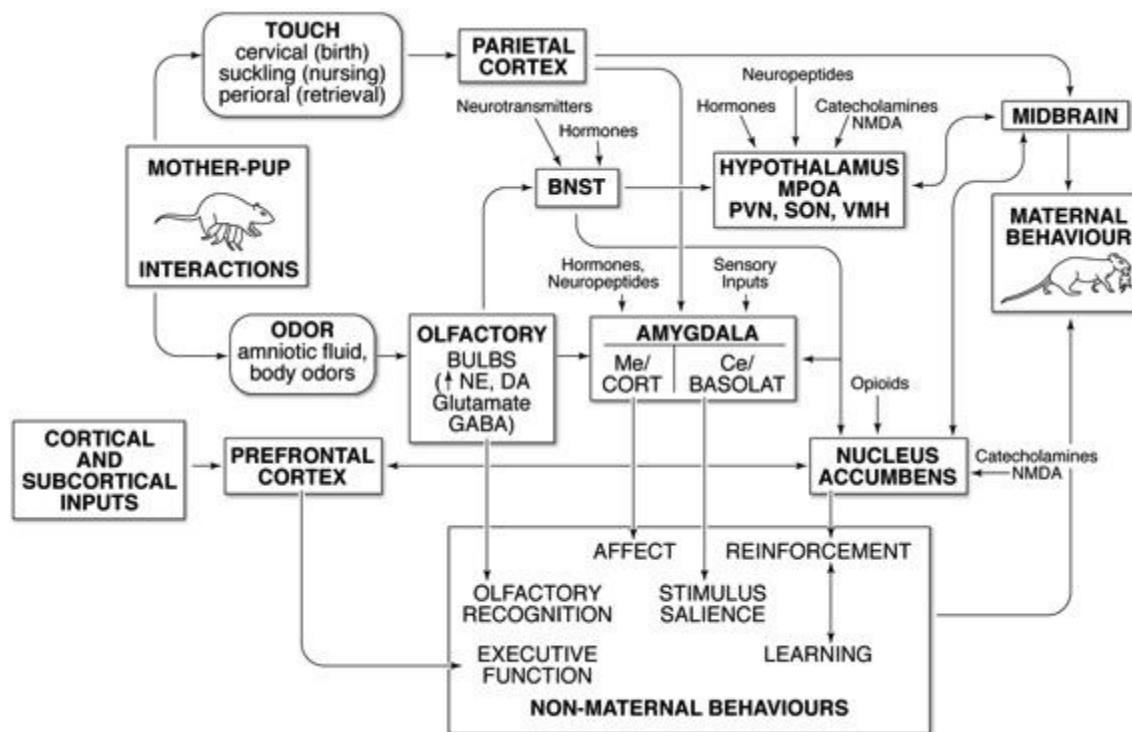 TOUCH
cervical (birth)
suckling (nursing)
perioral (retrieval)
PARIETAL
CORTEX
Neurotransmitters
Hormones
Neuropeptides
Hormones
Catecholamines
NMDA
MIDBRAIN
MOTHER-PUP
INTERACTIONS
BNST
HYPOTHALAMUS
MPOA
PVN, SON, VMH
MATERNAL
BEHAVIOUR
Hormones,
Neuropeptides
Sensory
Inputs
ODOR
amniotic fluid,
body odors
OLFACTORY
BULBS
(↑ NE, DA
Glutamate
GABA)
AMYGDALA
Me/
CORT
Ce/
BASOLAT
Opioids
CORTICAL
AND
SUBCORTICAL
INPUTS
PREFRONTAL
CORTEX
NUCLEUS
ACCUMBENS
Catecholamines
NMDA
AFFECT
REINFORCEMENT
OLFACTORY
RECOGNITION
STIMULUS
SALIENCE
EXECUTIVE
FUNCTION
LEARNING
NON-MATERNAL BEHAVIOURS